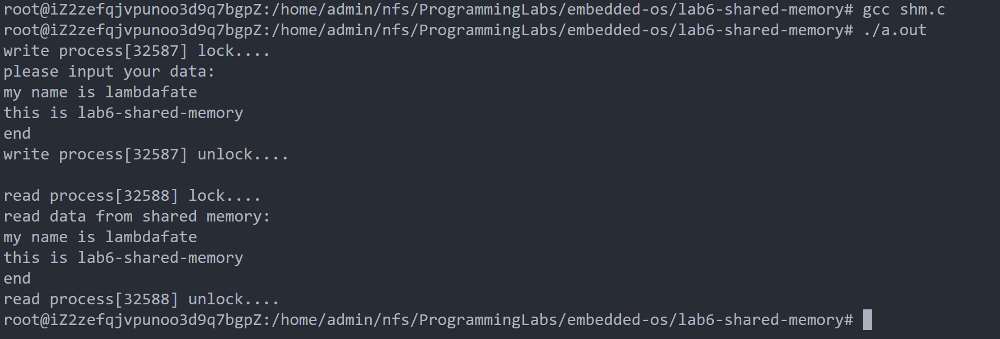 root@iZ2zefqjvpunoo3d9q7bgpZ:/home/admin/nfs/ProgrammingLabs/embedded-os/lab6-shared-memory# gcc shm.c
root@iZ2zefqjvpunoo3d9q7bgpZ:/home/admin/nfs/ProgrammingLabs/embedded-os/lab6-shared-memory# ./a.out
write process[32587] lock....
please input your data:
my name is lambdafate
this is lab6-shared-memory
end
write process[32587] unlock....

read process[32588] lock....
read data from shared memory:
my name is lambdafate
this is lab6-shared-memory
end
read process[32588] unlock....
root@iZ2zefqjvpunoo3d9q7bgpZ:/home/admin/nfs/ProgrammingLabs/embedded-os/lab6-shared-memory#